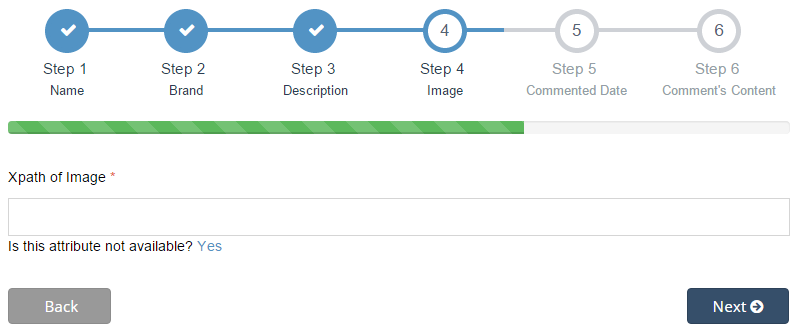 4 5 6
Step 1 Step 2 Step 3 Step 4 Step 5 Step 6
Name Brand Description Image Commented Date Comment's Content
Xpath of Image *
Is this attribute not available? Yes
Back Next